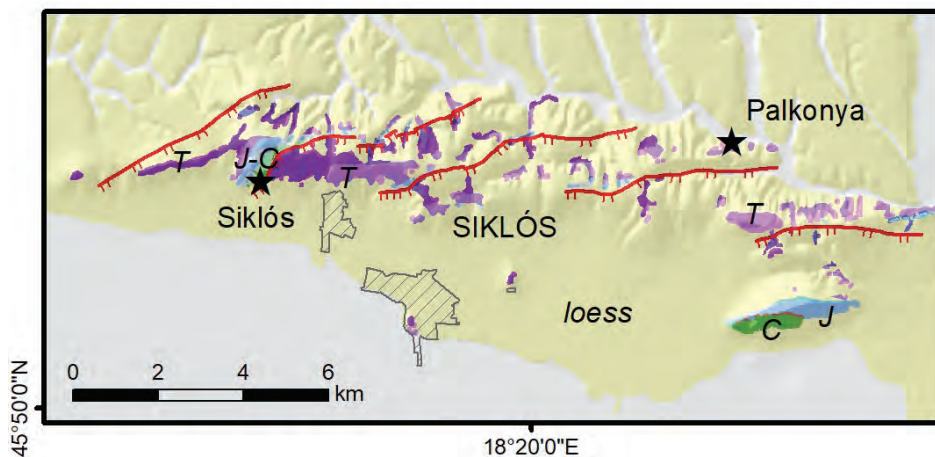 Palkonya
T
J-C
T
Siklós
SIKLÓS
T
loess
C
J
0 2 4 6
km
45°50'0"N
18°20'0"E